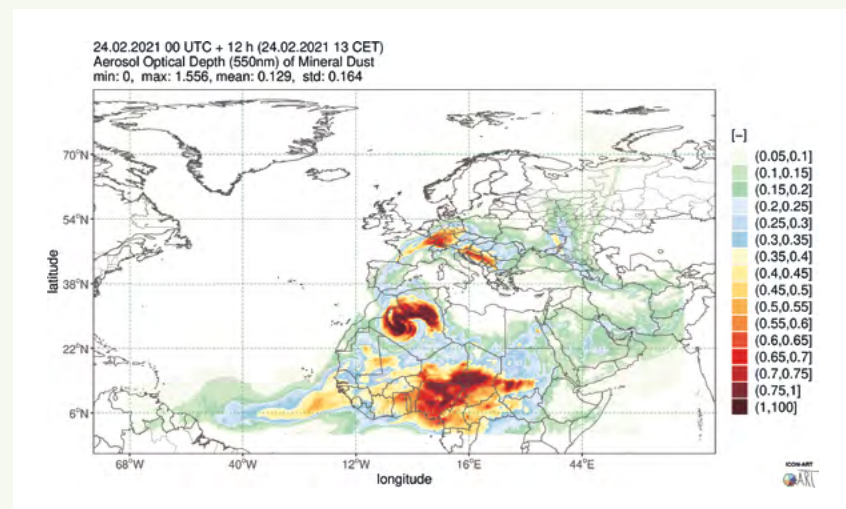 24.02.2021 00 UTC + 12 h (24.02.2021 13 CET)
Aerosol Optical Depth (550nm) of Mineral Dust
min: 0, max: 1.556, mean: 0.129, std: 0.164
[–]
(0.05,0.1]
(0.1,0.15]
(0.15,0.2]
(0.2,0.25]
(0.25,0.3]
(0.3,0.35]
(0.35,0.4]
(0.4,0.45]
(0.45,0.5]
(0.5,0.55]
(0.55,0.6]
(0.6,0.65]
(0.65,0.7]
(0.7,0.75]
(0.75,1]
(1,100]
latitude
70°N
54°N
38°N
22°N
6°N
68°W 40°W 12°W 16°E 44°E
longitude
ICON-ART
ART